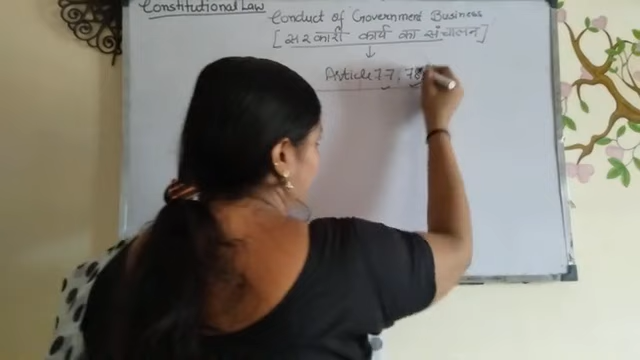 Constitutional Law
Conduct of Government Business
[सरकारी कार्य का संचालन]
Article 77, 78